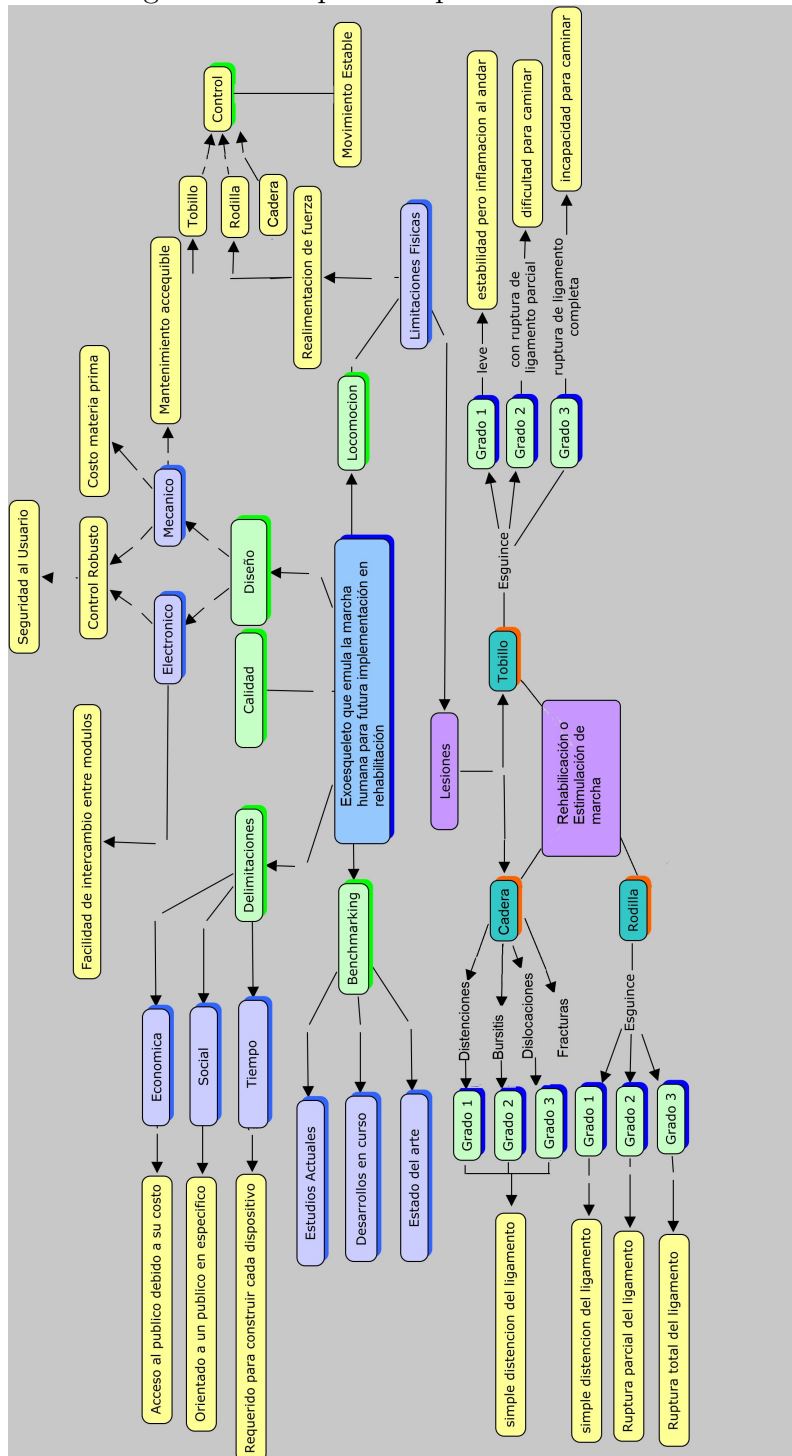 Seguridad al Usuario
Facilidad de intercambio entre modulos
Control Robusto
Costo materia prima
Electronico
Mecanico
Mantenimiento accequible
Acceso al publico debido a su costo
Economica
Orientado a un publico en especifico
Social
Requerido para construir cada dispositivo
Tiempo
Delimitaciones
Calidad
Diseño
Tobillo
Rodilla
Cadera
Control
Movimiento Estable
Realimentacion de fuerza
Estudios Actuales
Desarrollos en curso
Estado del arte
Benchmarking
Exoesqueleto que emula la marcha
humana para futura implementación en
rehabilitación
Locomocion
Limitaciones Fisicas
Lesiones
Cadera
Distenciones
Bursitis
Dislocaciones
Fracturas
Grado 1
Grado 2
Grado 3
simple distencion del ligamento
Tobillo
Esguince
Grado 1
leve
estabilidad pero inflamacion al andar
Grado 2
con ruptura de
ligamento parcial
dificultad para caminar
Grado 3
ruptura de ligamento
completa
incapacidad para caminar
Rehabilicación o
Estimulación de
marcha
Rodilla
Esguince
Grado 1
simple distencion del ligamento
Grado 2
Ruptura parcial del ligamento
Grado 3
Ruptura total del ligamento